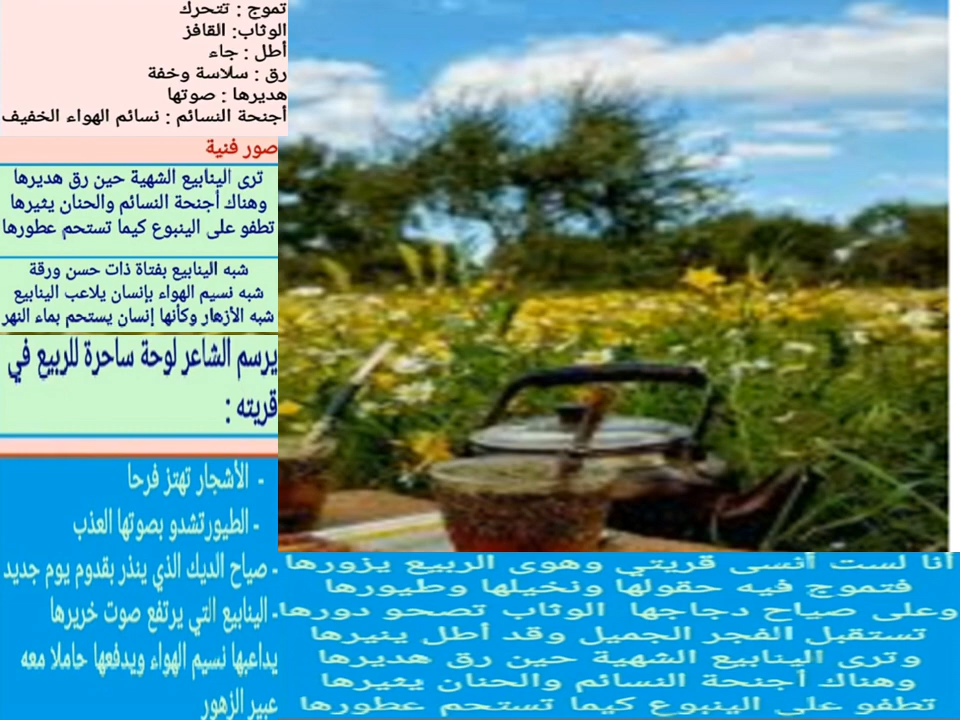 تموج : تتحرك
الوثاب: القافز
أطل : جاء
رق : سلاسة وخفة
هديرها : صوتها
أجنحة النسائم : نسائم الهواء الخفيف
صور فنية
ترى الينابيع الشهية حين رق هديرها
وهناك أجنحة النسائم والحنان يثيرها
تطفو على الينبوع كيما تستحم عطورها
شبه الينابيع بفتاة ذات حسن ورقة
شبه نسيم الهواء بإنسان يلاعب الينابيع
شبه الأزهار وكأنها إنسان يستحم بماء النهر
يرسم الشاعر لوحة ساحرة للربيع في
قريته :
- الأشجار تهتز فرحا
- الطيورتشدو بصوتها العذب
- صياح الديك الذي ينذر بقدوم يوم جديد
- الينابيع التي يرتفع صوت خريرها
يداعبها نسيم الهواء ويدفعها حاملا معه
عبير الزهور
أنا لست أنسى قريتي وهوى الربيع يزورها
فتموج فيه حقولها ونخيلها وطيورها
وعلى صياح دجاجها الوثاب تصحو دورها
تستقبل الفجر الجميل وقد أطل ينيرها
وترى الينابيع الشهية حين رق هديرها
وهناك أجنحة النسائم والحنان يثيرها
تطفو على الينبوع كيما تستحم عطورها